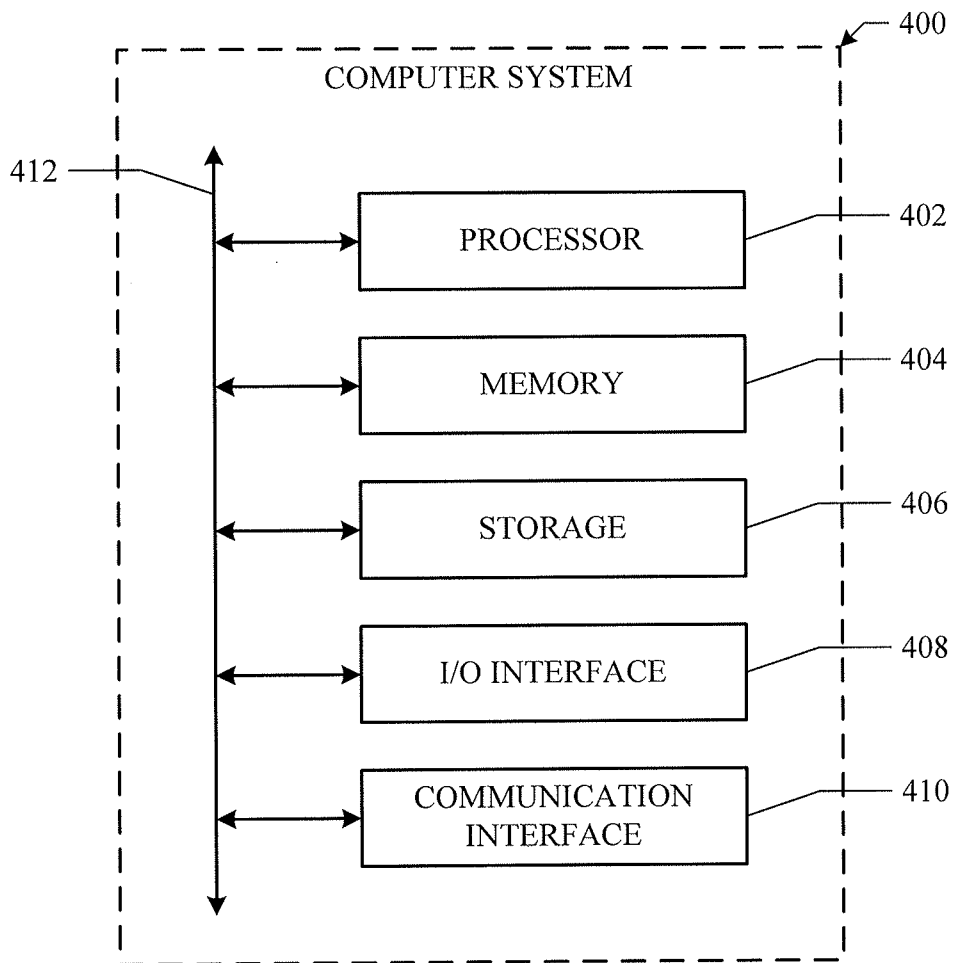 400
COMPUTER SYSTEM
412
PROCESSOR
402
MEMORY
404
STORAGE
406
I/O INTERFACE
408
COMMUNICATION
INTERFACE
410